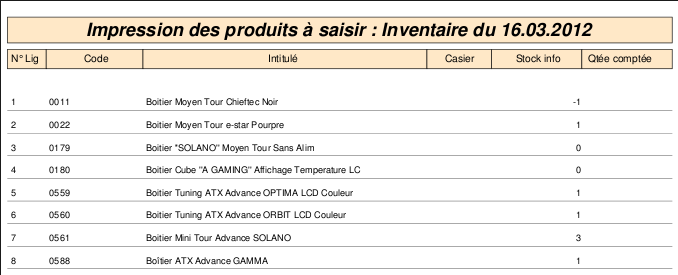 Impression des produits à saisir : Inventaire du 16.03.2012
N° Lig Code Intitulé Casier Stock info Qtée comptée
1 0011 Boitier Moyen Tour Chieftec Noir -1
2 0022 Boitier Moyen Tour e-star Pourpre 1
3 0179 Boitier "SOLANO" Moyen Tour Sans Alim 0
4 0180 Boitier Cube "A GAMING" Affichage Temperature LC 0
5 0559 Boitier Tuning ATX Advance OPTIMA LCD Couleur 1
6 0560 Boitier Tuning ATX Advance ORBIT LCD Couleur 1
7 0561 Boitier Mini Tour Advance SOLANO 3
8 0588 Boîtier ATX Advance GAMMA 1